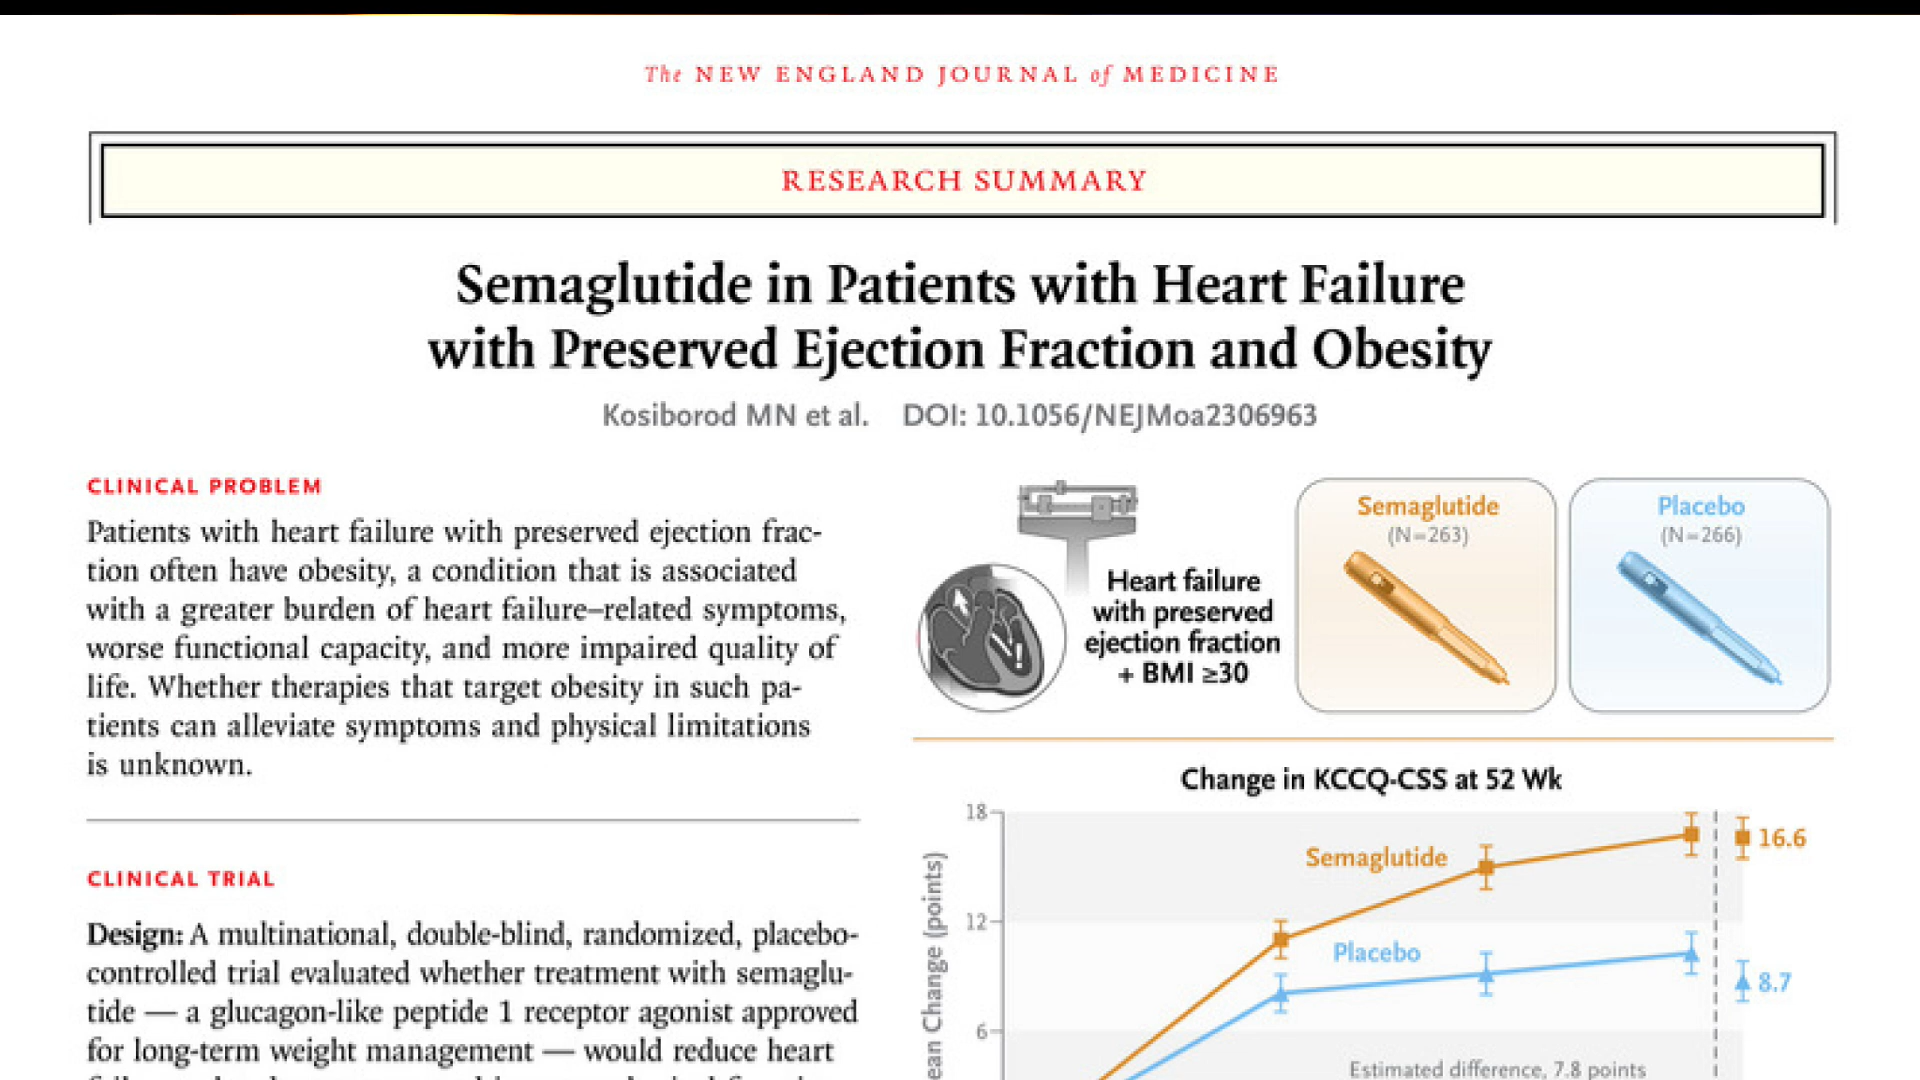 The NEW ENGLAND JOURNAL of MEDICINE
RESEARCH SUMMARY
Semaglutide in Patients with Heart Failure
with Preserved Ejection Fraction and Obesity
Kosiborod MN et al. DOI: 10.1056/NEJMoa2306963
CLINICAL PROBLEM
Patients with heart failure with preserved ejection frac-
tion often have obesity, a condition that is associated
with a greater burden of heart failure–related symptoms,
worse functional capacity, and more impaired quality of
life. Whether therapies that target obesity in such pa-
tients can alleviate symptoms and physical limitations
is unknown.
CLINICAL TRIAL
Design: A multinational, double-blind, randomized, placebo-
controlled trial evaluated whether treatment with semaglu-
tide — a glucagon-like peptide 1 receptor agonist approved
for long-term weight management — would reduce heart
Heart failure
with preserved
ejection fraction
+ BMI ≥30
Semaglutide
(N=263)
Placebo
(N=266)
Change in KCCQ-CSS at 52 Wk
18
12
6
Change (points)
Semaglutide
16.6
Placebo
8.7
Estimated difference, 7.8 points